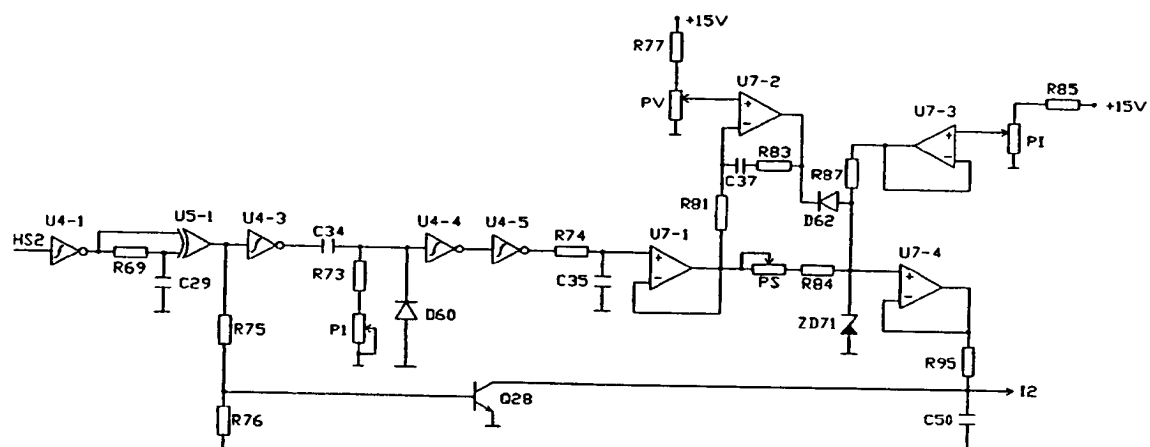 +15V
R77
U7-2
PV
+
-
R85
+15V
U7-3
+
-
PI
R83
C37
R87
D62
R81
U4-1
HS2
U5-1
U4-3
C34
U4-4
U4-5
R74
U7-1
+
-
U7-4
+
-
R69
C29
R73
C35
PS
R84
D60
P1
ZD71
R75
R95
Q28
I2
R76
C50